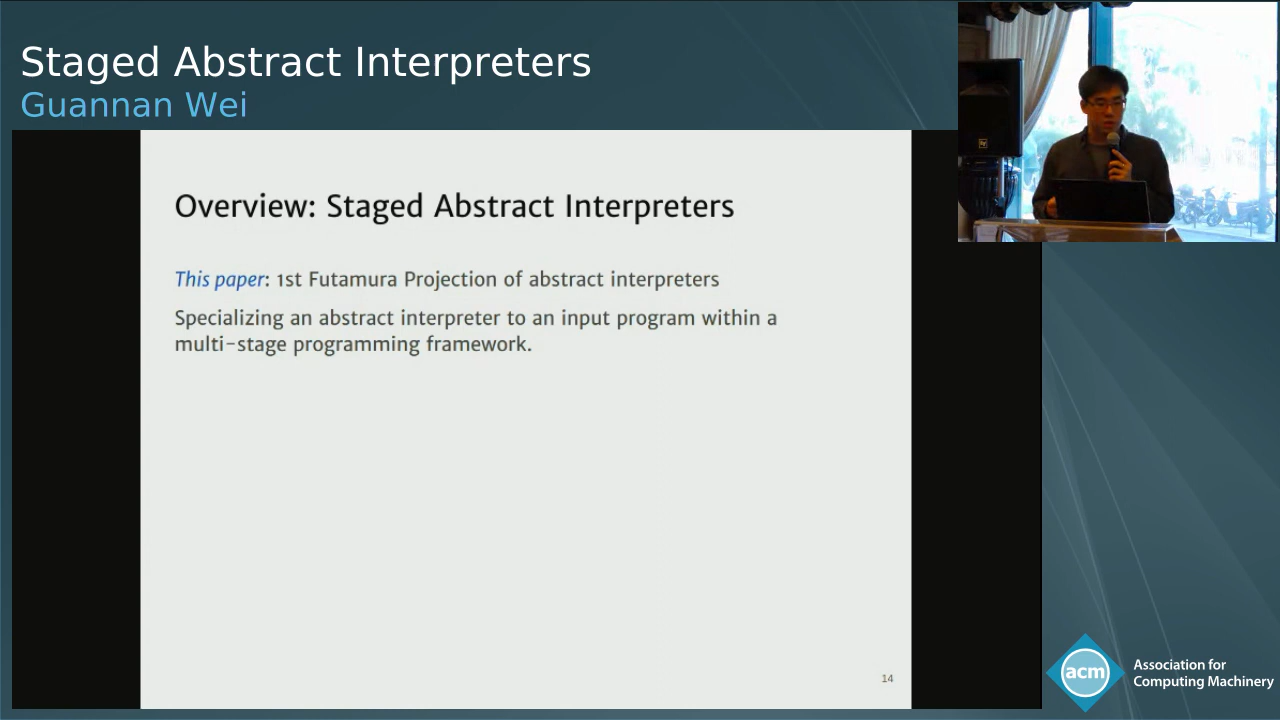 Staged Abstract Interpreters
Guannan Wei
Overview: Staged Abstract Interpreters
This paper: 1st Futamura Projection of abstract interpreters
Specializing an abstract interpreter to an input program within a
multi-stage programming framework.
14
acm
Association for
Computing Machinery